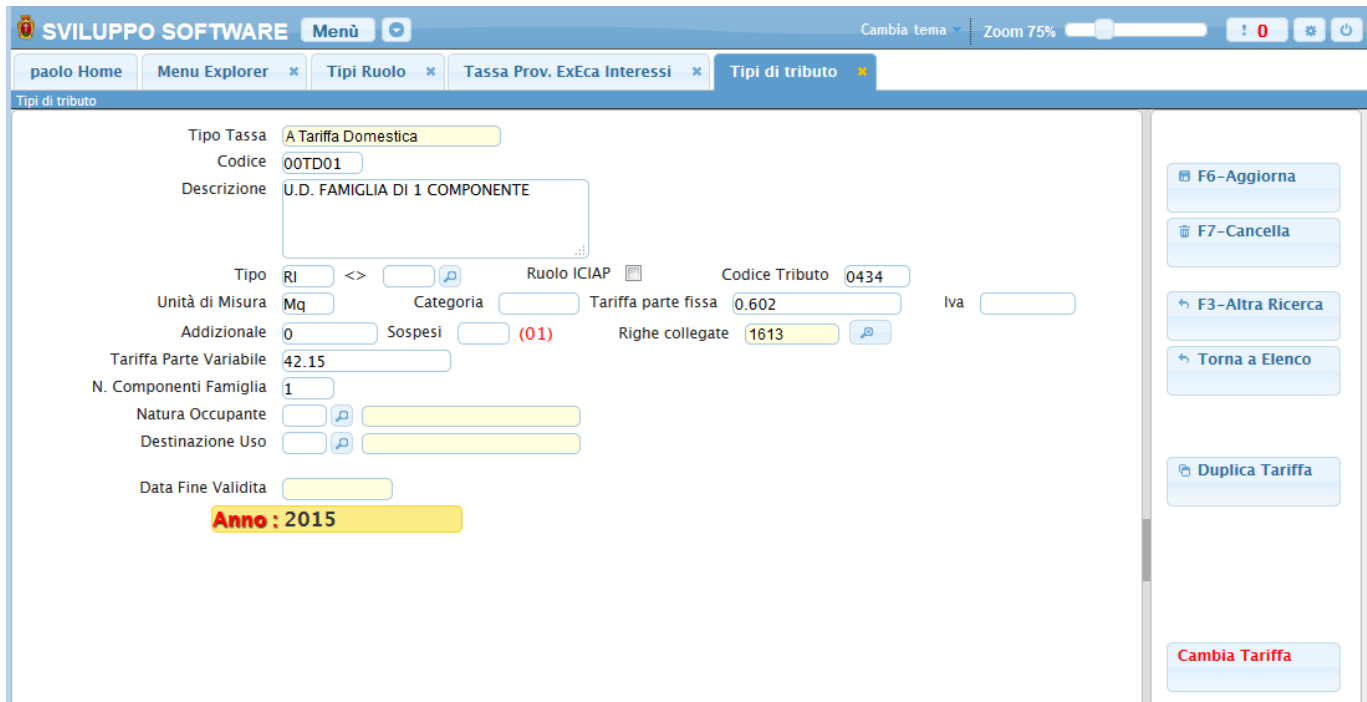 SVILUPPO SOFTWARE Menù Cambia tema Zoom 75% ! 0
paolo Home Menu Explorer × Tipi Ruolo × Tassa Prov. ExEca Interessi × Tipi di tributo ×
Tipi di tributo
Tipo Tassa A Tariffa Domestica
Codice 00TD01
Descrizione U.D. FAMIGLIA DI 1 COMPONENTE
Tipo RI <> Ruolo ICIAP Codice Tributo 0434
Unità di Misura Mq Categoria Tariffa parte fissa 0.602 Iva
Addizionale 0 Sospesi (01) Righe collegate 1613
Tariffa Parte Variabile 42.15
N. Componenti Famiglia 1
Natura Occupante
Destinazione Uso
Data Fine Validita
Anno : 2015
F6-Aggiorna
F7-Cancella
F3-Altra Ricerca
Torna a Elenco
Duplica Tariffa
Cambia Tariffa